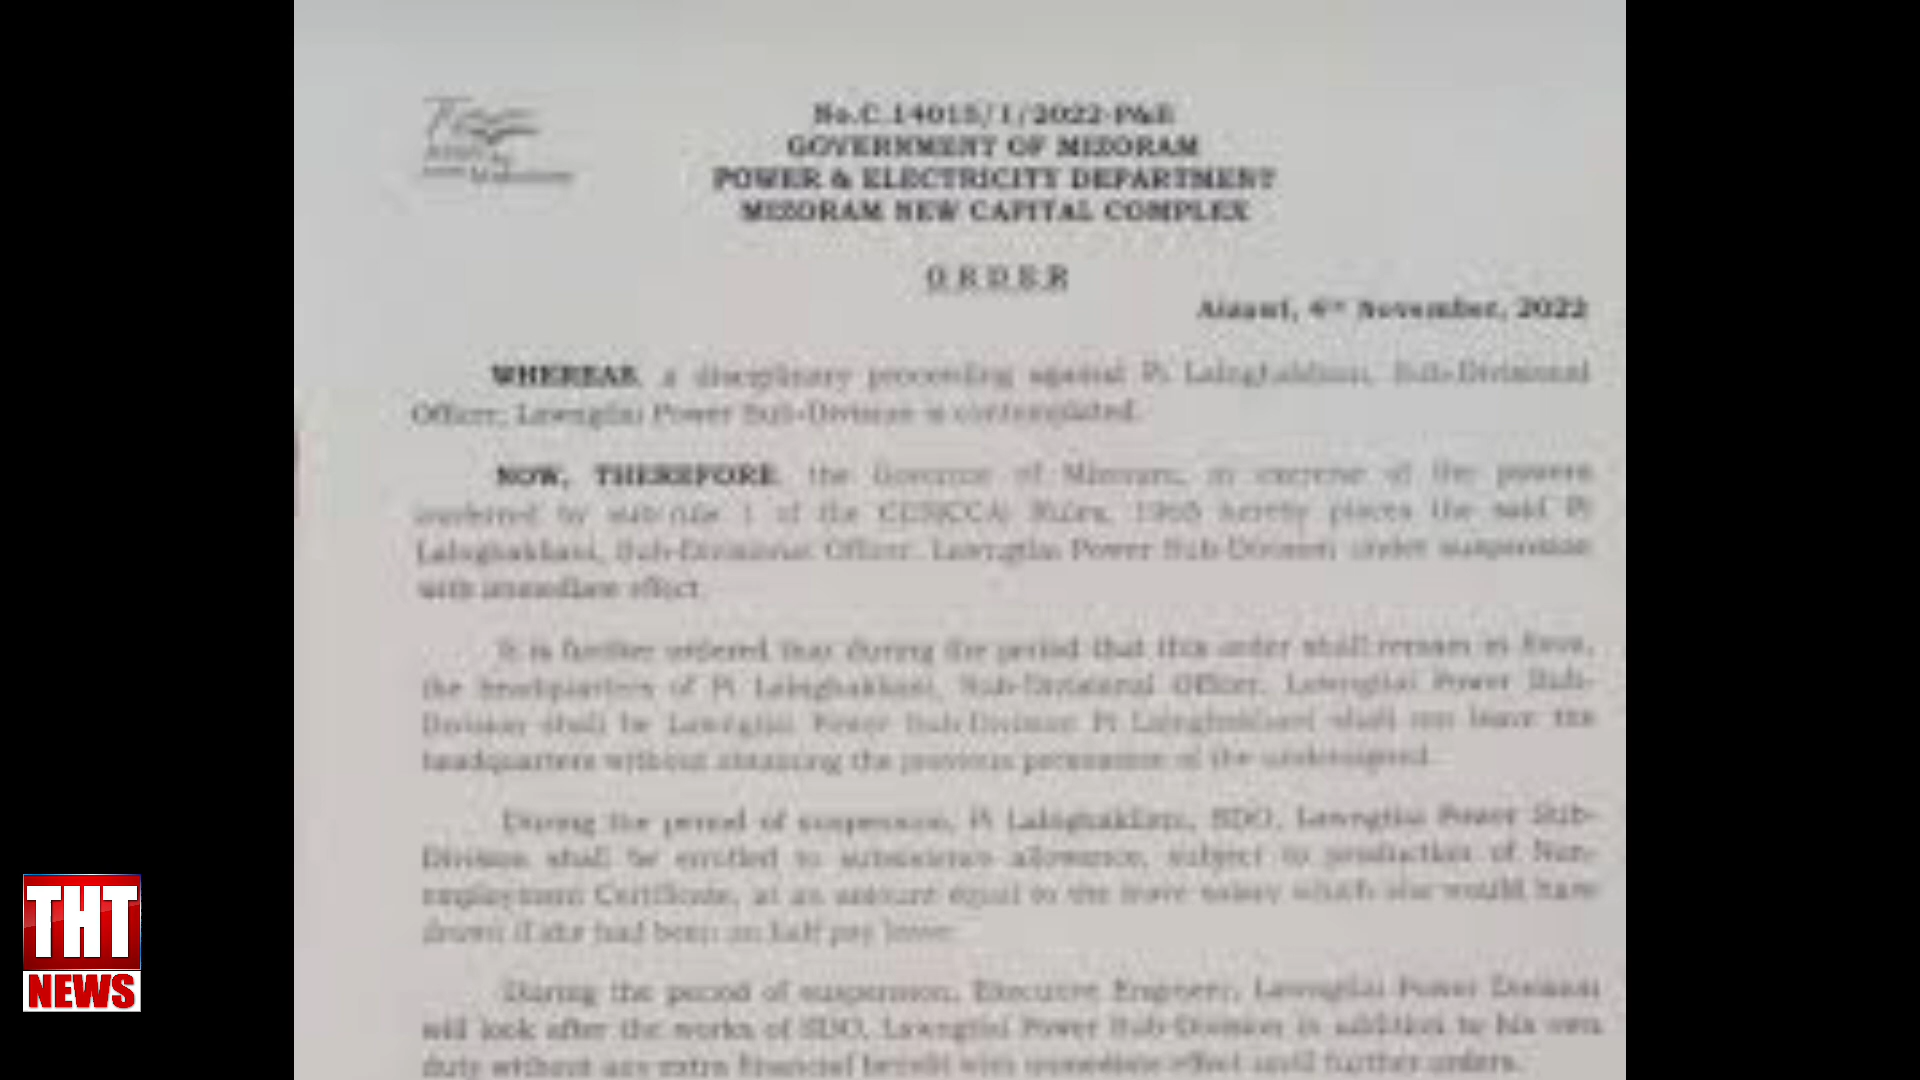 No.C.14015/1/2022-P&E
GOVERNMENT OF MIZORAM
POWER & ELECTRICITY DEPARTMENT
MIZORAM NEW CAPITAL COMPLEX
O R D E R
Aizawl, November, 2022
WHEREAS, a disciplinary proceeding against Pi Sub-Divisional
Officer, Lawngtlai Power Sub-Division is contemplated.
NOW, THEREFORE, the Governor of Mizoram, in exercise of the powers
conferred by sub-rule 1 of the CCS(CCA) Rules, 1965 hereby places the said Pi
Sub-Divisional Officer, Lawngtlai Power Sub-Division under suspension
with immediate effect.
It is further ordered that during the period that this order shall remain in force,
the headquarters of Pi Sub-Divisional Officer, Lawngtlai Power Sub-
Division shall be Lawngtlai Power Sub-Division Pi shall not leave the
headquarters without obtaining the previous permission of the undersigned.
During the period of suspension, Pi SDO, Lawngtlai Power Sub-
Division shall be entitled to subsistence allowance, subject to production of Non-
employment Certificate, at an amount equal to the leave salary which she would have
drawn if she had been on half pay leave.
During the period of suspension, Executive Engineer, Lawngtlai Power Division
will look after the works of SDO, Lawngtlai Power Sub-Division in addition to his own
duty without any extra financial benefit with immediate effect until further orders.
THT
NEWS